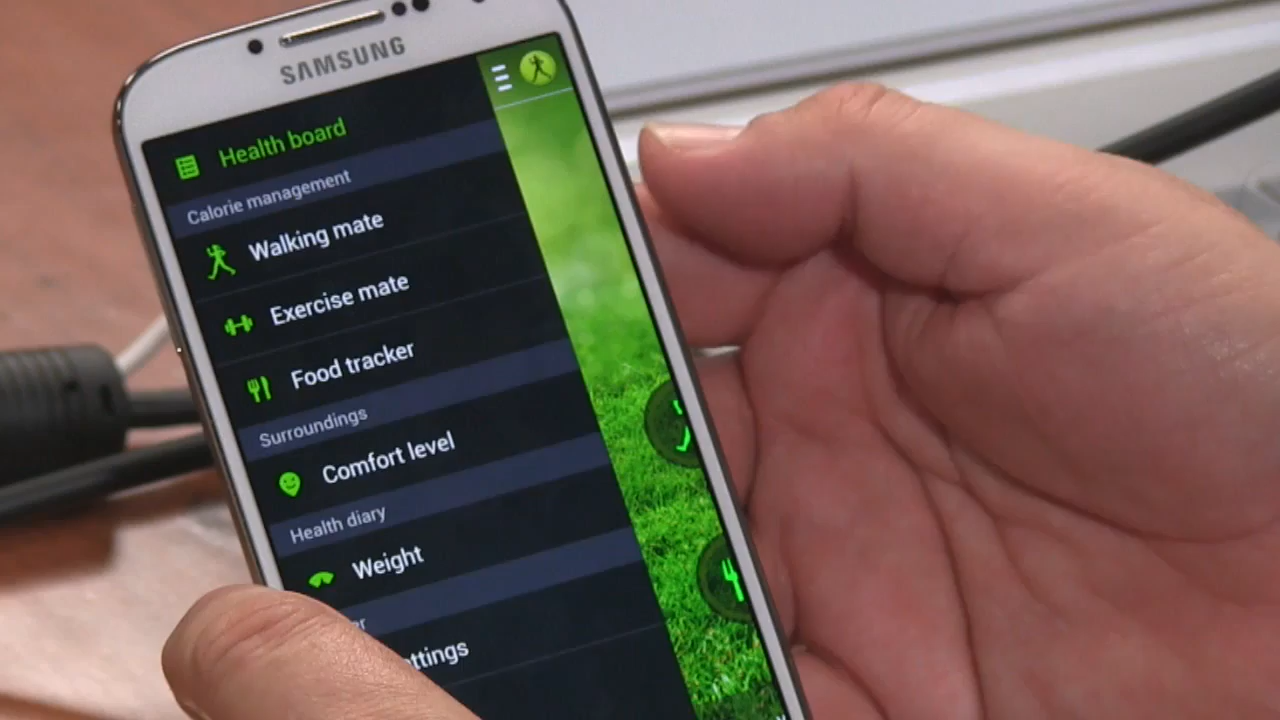 SAMSUNG
Health board
Calorie management
Walking mate
Exercise mate
Food tracker
Surroundings
Comfort level
Health diary
Weight